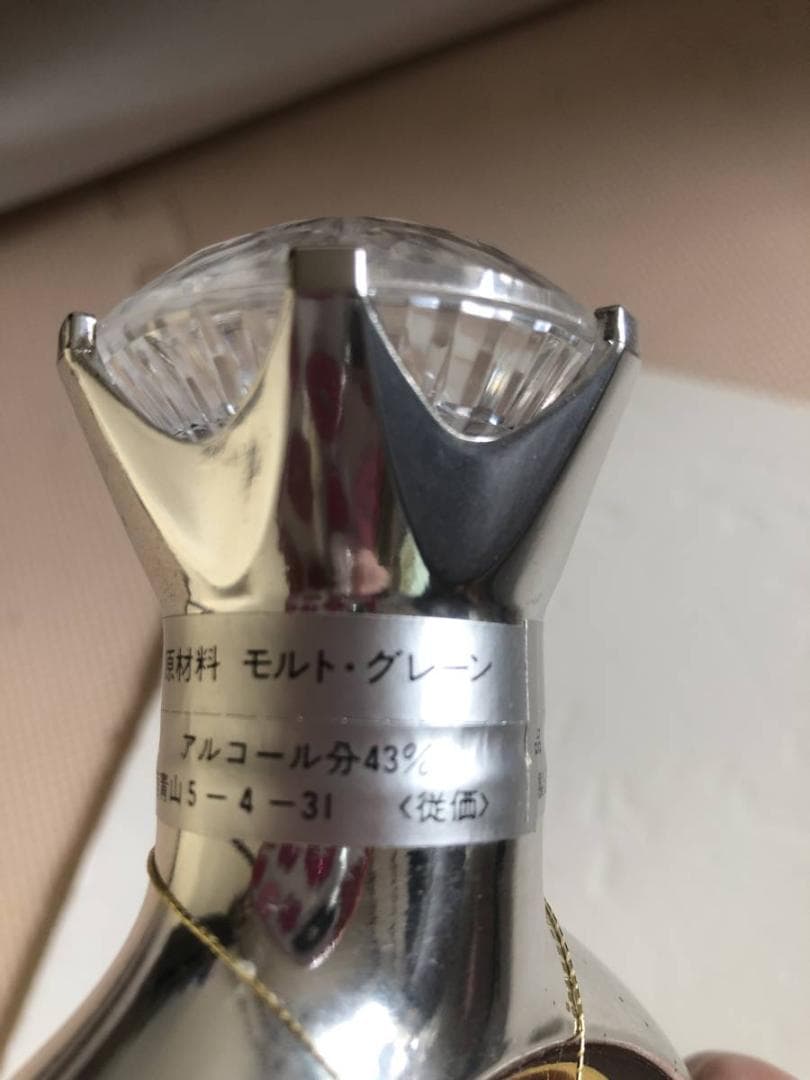 原材料 モルト・グレーン
アルコール分43%
青山5-4-31 〈従価〉